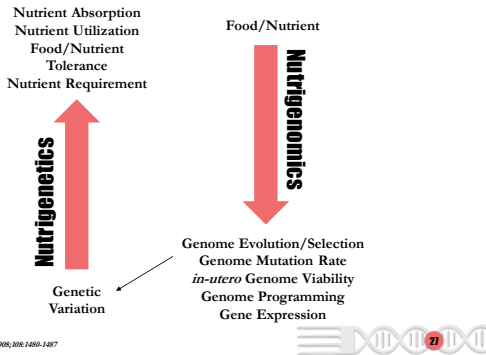 Nutrient Absorption
Nutrient Utilization
Food/Nutrient
Tolerance
Nutrient Requirement
Nutrigenetics
Genetic
Variation
Food/Nutrient
Nutrigenomics
Genome Evolution/Selection
Genome Mutation Rate
in-utero Genome Viability
Genome Programming
Gene Expression
08;108:1480-1487
27